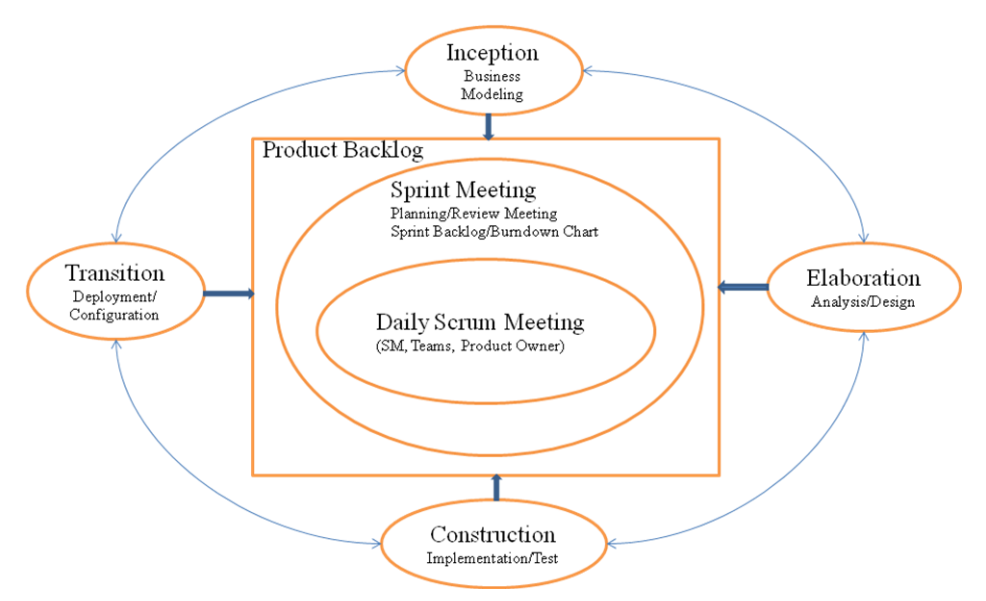 Inception
Business
Modeling
Product Backlog
Sprint Meeting
Planning/Review Meeting
Sprint Backlog/Burndown Chart
Transition
Deployment/
Configuration
Elaboration
Analysis/Design
Daily Scrum Meeting
(SM, Teams, Product Owner)
Construction
Implementation/Test